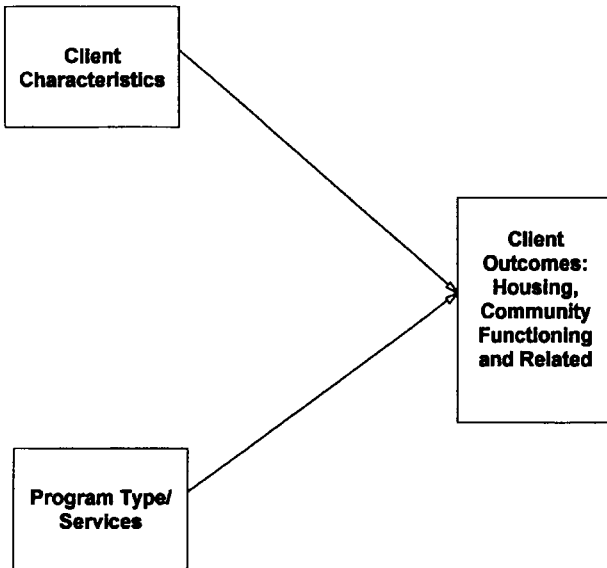 Client
Characteristics
Client
Outcomes:
Housing,
Community
Functioning
and Related
Program Type/
Services